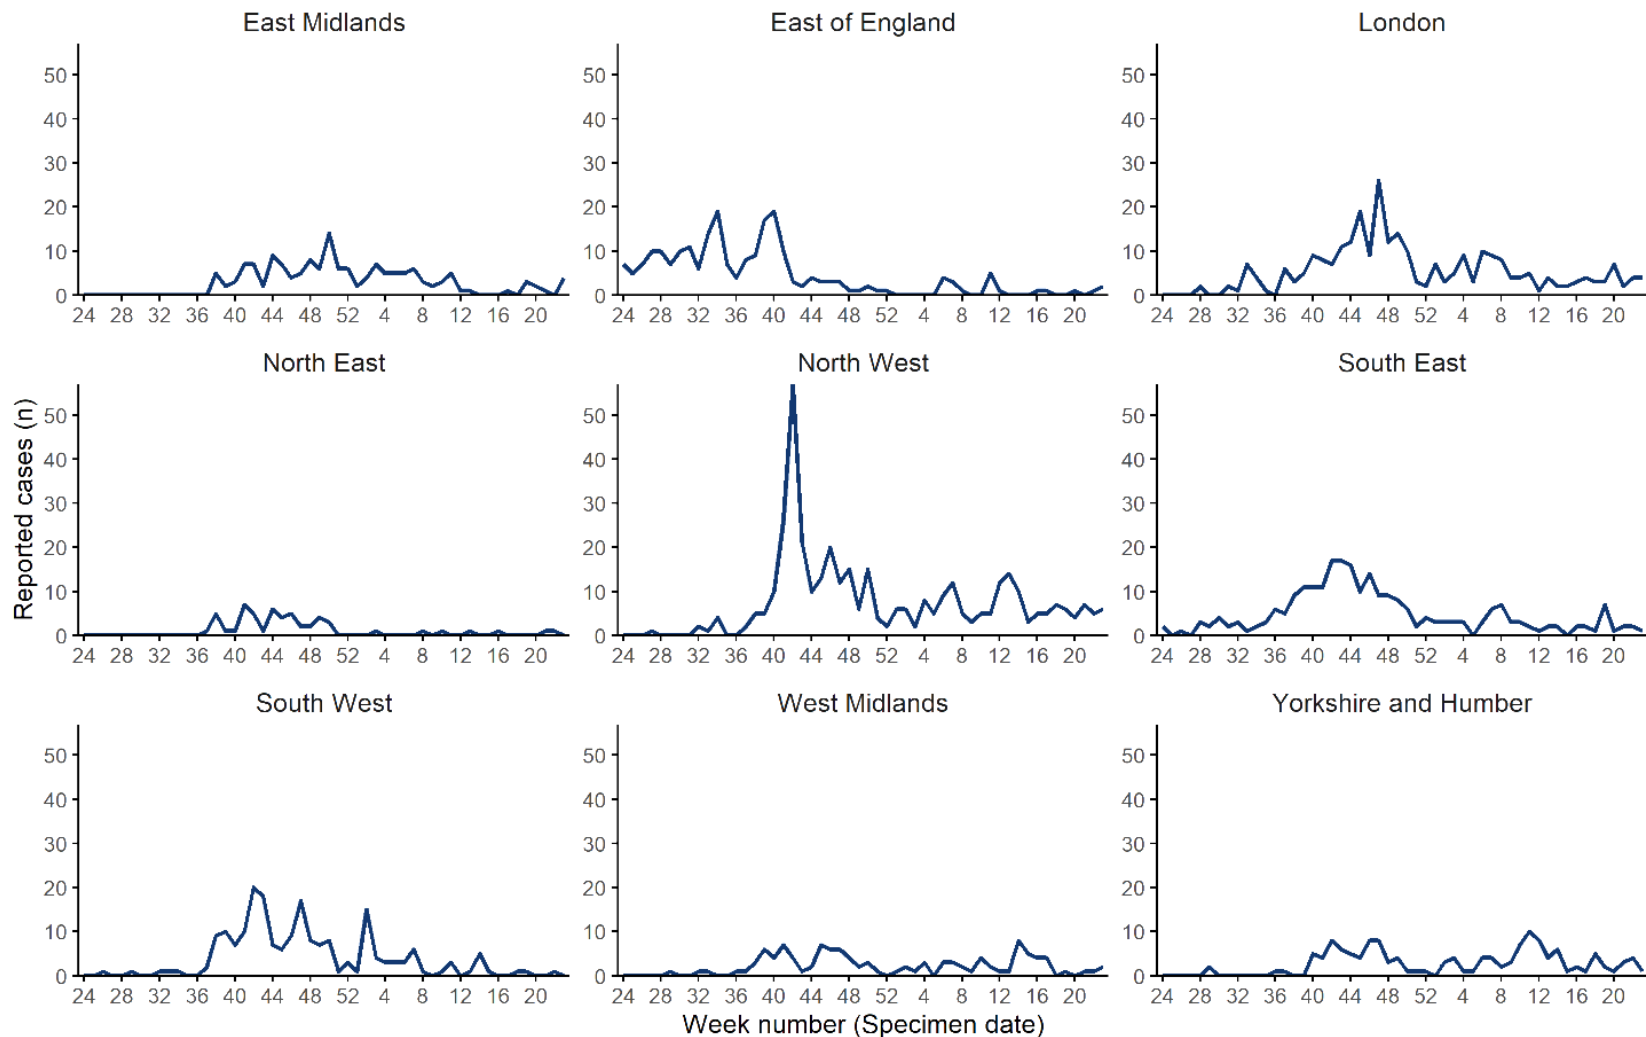 East Midlands
East of England
London
50
40
30
20
10
0
24 28 32 36 40 44 48 52 4 8 12 16 20
50
40
30
20
10
0
24 28 32 36 40 44 48 52 4 8 12 16 20
50
40
30
20
10
0
24 28 32 36 40 44 48 52 4 8 12 16 20
Reported cases (n)
North East
North West
South East
50
40
30
20
10
0
24 28 32 36 40 44 48 52 4 8 12 16 20
50
40
30
20
10
0
24 28 32 36 40 44 48 52 4 8 12 16 20
50
40
30
20
10
0
24 28 32 36 40 44 48 52 4 8 12 16 20
South West
West Midlands
Yorkshire and Humber
50
40
30
20
10
0
24 28 32 36 40 44 48 52 4 8 12 16 20
50
40
30
20
10
0
24 28 32 36 40 44 48 52 4 8 12 16 20
50
40
30
20
10
0
24 28 32 36 40 44 48 52 4 8 12 16 20
Week number (Specimen date)